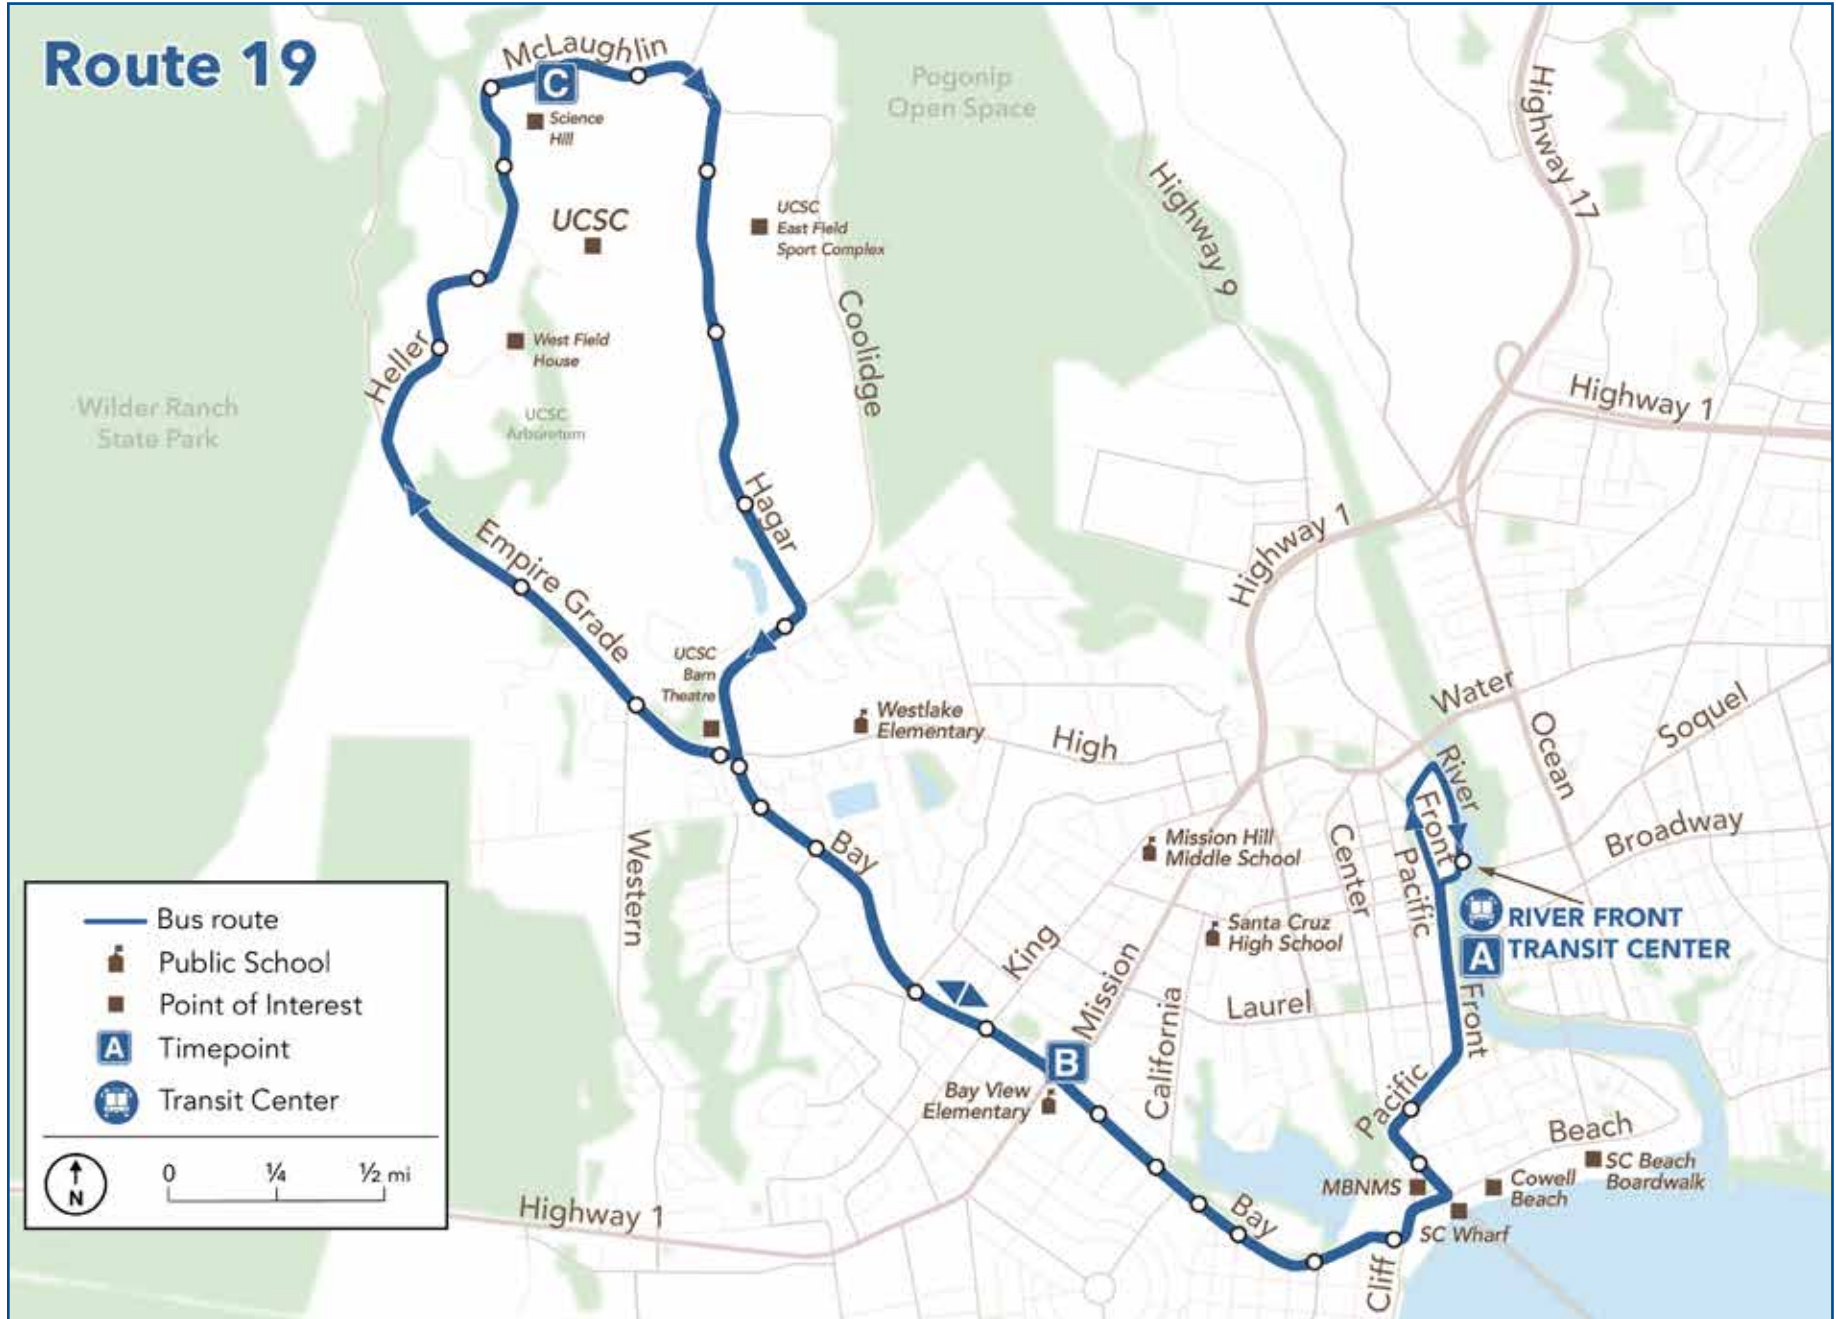 Route 19
McLaughlin
C
Science
Hill
UCSC
UCSC
East Field
Sport Complex
Pogonip
Open Space
Highway 9
Highway 17
Highway 1
Coolidge
Heller
West Field
House
UCSC
Arboretum
Wilder Ranch
State Park
Hagar
Empire Grade
Highway 1
UCSC
Barn
Theatre
Westlake
Elementary
High
Water
River
Ocean
Soquel
Broadway
Front
Pacific
Center
Mission Hill
Middle School
Bay
Western
Santa Cruz
High School
King
Mission
California
Laurel
RIVER FRONT
TRANSIT CENTER
A
Front
B
Bay View
Elementary
Pacific
Beach
SC Beach
Boardwalk
Cowell
Beach
MBNMS
SC Wharf
Bay
Cliff
Highway 1
Bus route
Public School
Point of Interest
A
Timepoint
Transit Center
N
0 ¼ ½ mi